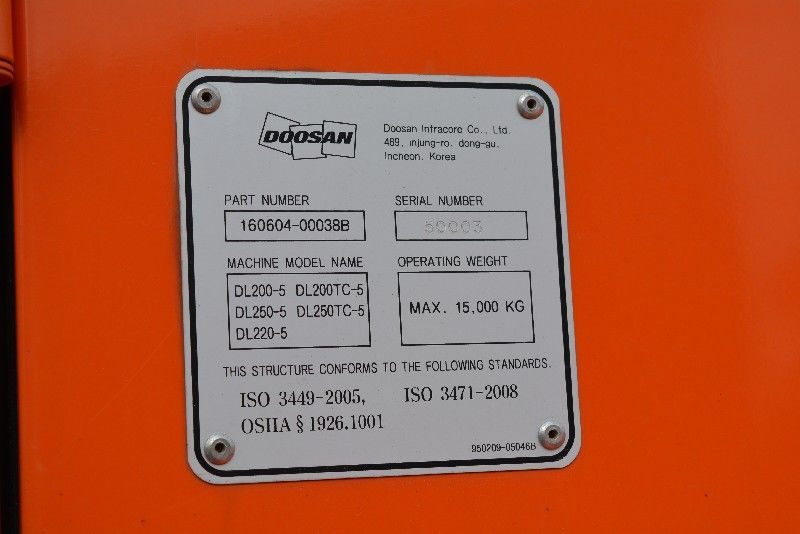 DOOSAN
Doosan Infracore Co., Ltd.
489, injung-ro, dong-gu,
Incheon, Korea
PART NUMBER
160604-00038B
SERIAL NUMBER
50003
MACHINE MODEL NAME
DL200-5 DL200TC-5
DL250-5 DL250TC-5
DL220-5
OPERATING WEIGHT
MAX. 15,000 KG
THIS STRUCTURE CONFORMS TO THE FOLLOWING STANDARDS.
ISO 3449-2005, ISO 3471-2008
OSHA § 1926.1001
950209-05046B